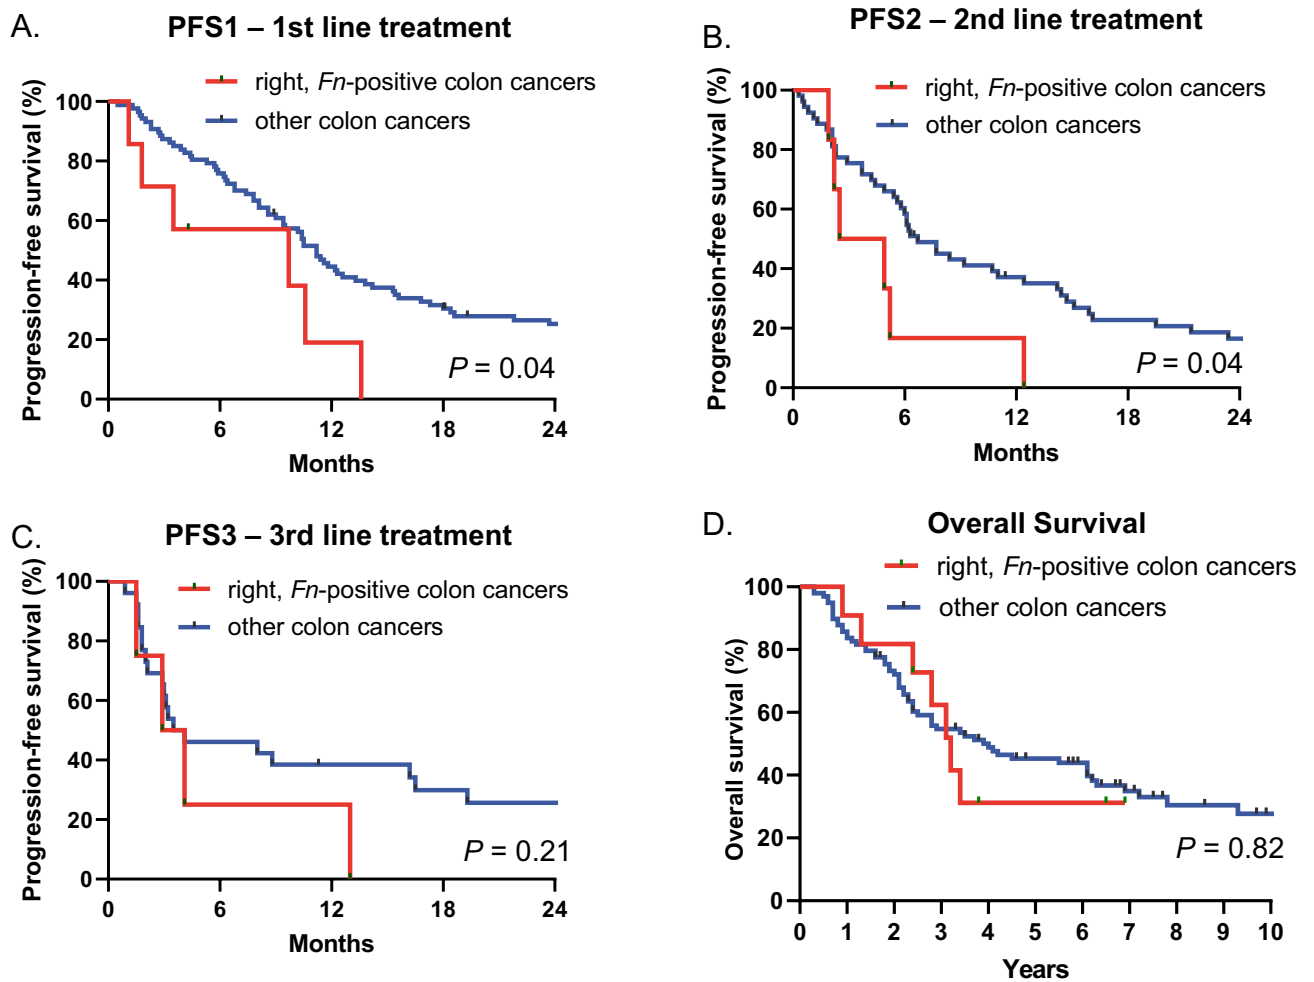 A.
PFS1 – 1st line treatment
right, Fn-positive colon cancers
other colon cancers
Progression-free survival (%)
100
80
60
40
20
0
P = 0.04
0 6 12 18 24
Months
B.
PFS2 – 2nd line treatment
right, Fn-positive colon cancers
other colon cancers
Progression-free survival (%)
100
80
60
40
20
0
P = 0.04
0 6 12 18 24
Months
C.
PFS3 – 3rd line treatment
right, Fn-positive colon cancers
other colon cancers
Progression-free survival (%)
100
80
60
40
20
0
P = 0.21
0 6 12 18 24
Months
D.
Overall Survival
right, Fn-positive colon cancers
other colon cancers
Overall survival (%)
100
80
60
40
20
0
P = 0.82
0 1 2 3 4 5 6 7 8 9 10
Years